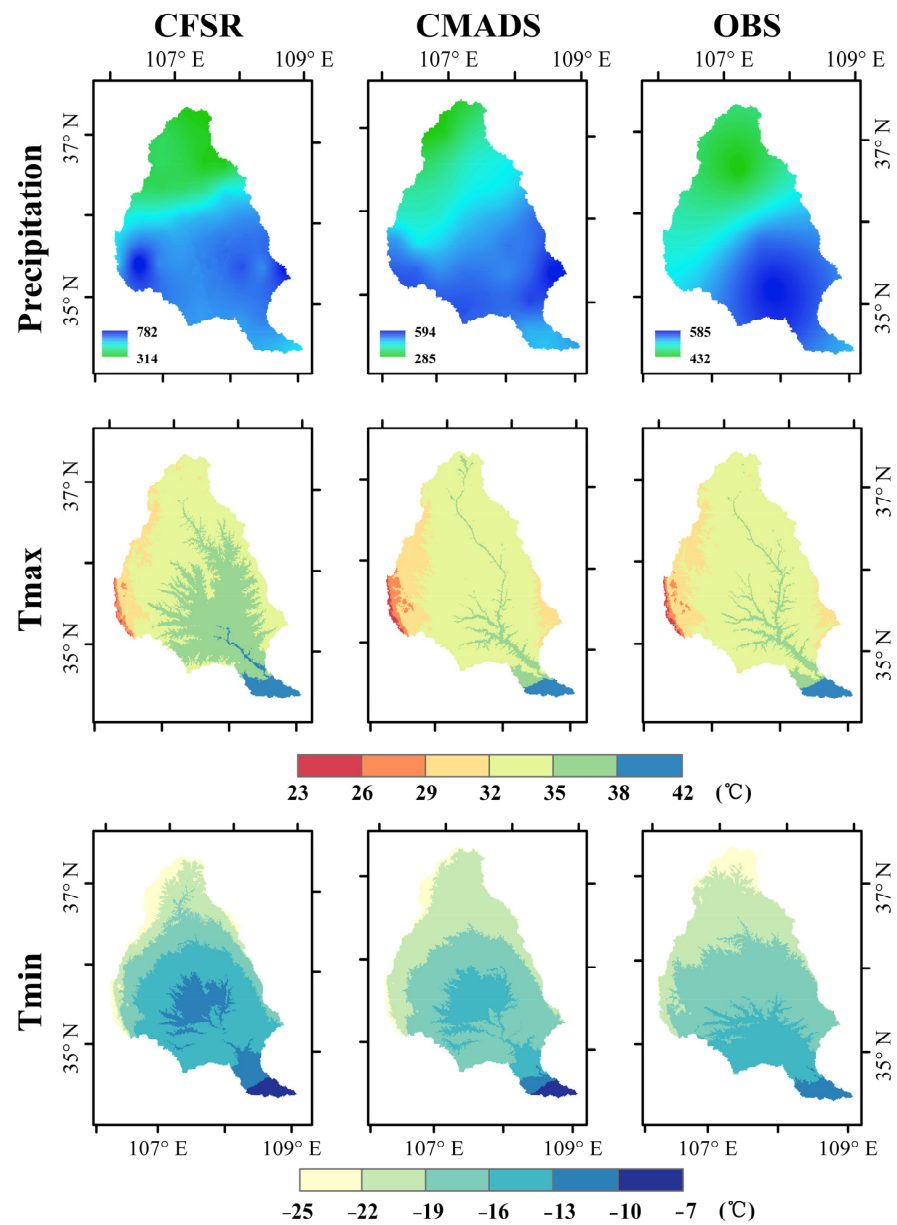 CFSR CMADS OBS
107° E 109° E 107° E 109° E 107° E 109° E
Precipitation
37° N
35° N
37° N
35° N
782
314
594
285
585
432
Tmax
37° N
35° N
37° N
35° N
23 26 29 32 35 38 42 (℃)
Tmin
37° N
35° N
37° N
35° N
107° E 109° E 107° E 109° E 107° E 109° E
-25 -22 -19 -16 -13 -10 -7 (℃)